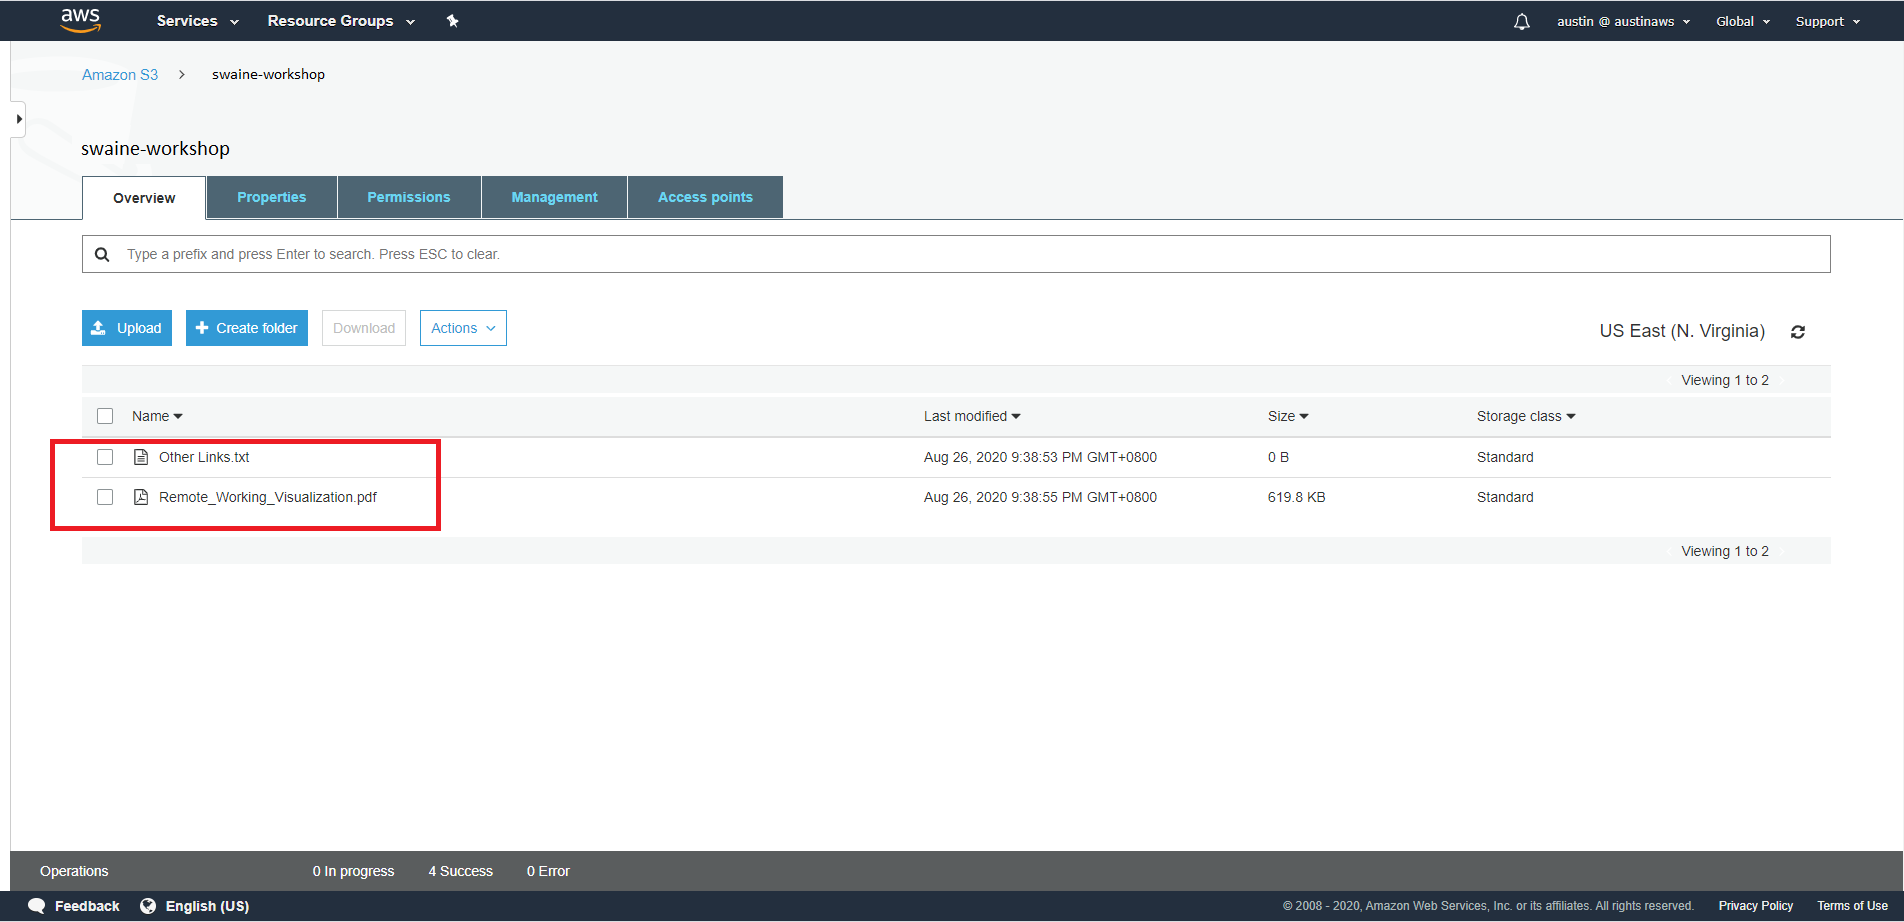 aws Services Resource Groups austin @ austinaws Global Support
Amazon S3 > swaine-workshop
swaine-workshop
Overview Properties Permissions Management Access points
Type a prefix and press Enter to search. Press ESC to clear.
Upload Create folder Download Actions US East (N. Virginia)
Viewing 1 to 2
Name Last modified Size Storage class
Other Links.txt Aug 26, 2020 9:38:53 PM GMT+0800 0 B Standard
Remote_Working_Visualization.pdf Aug 26, 2020 9:38:55 PM GMT+0800 619.8 KB Standard
Viewing 1 to 2
Operations 0 In progress 4 Success 0 Error
Feedback English (US) © 2008 - 2020, Amazon Web Services, Inc. or its affiliates. All rights reserved. Privacy Policy Terms of Use